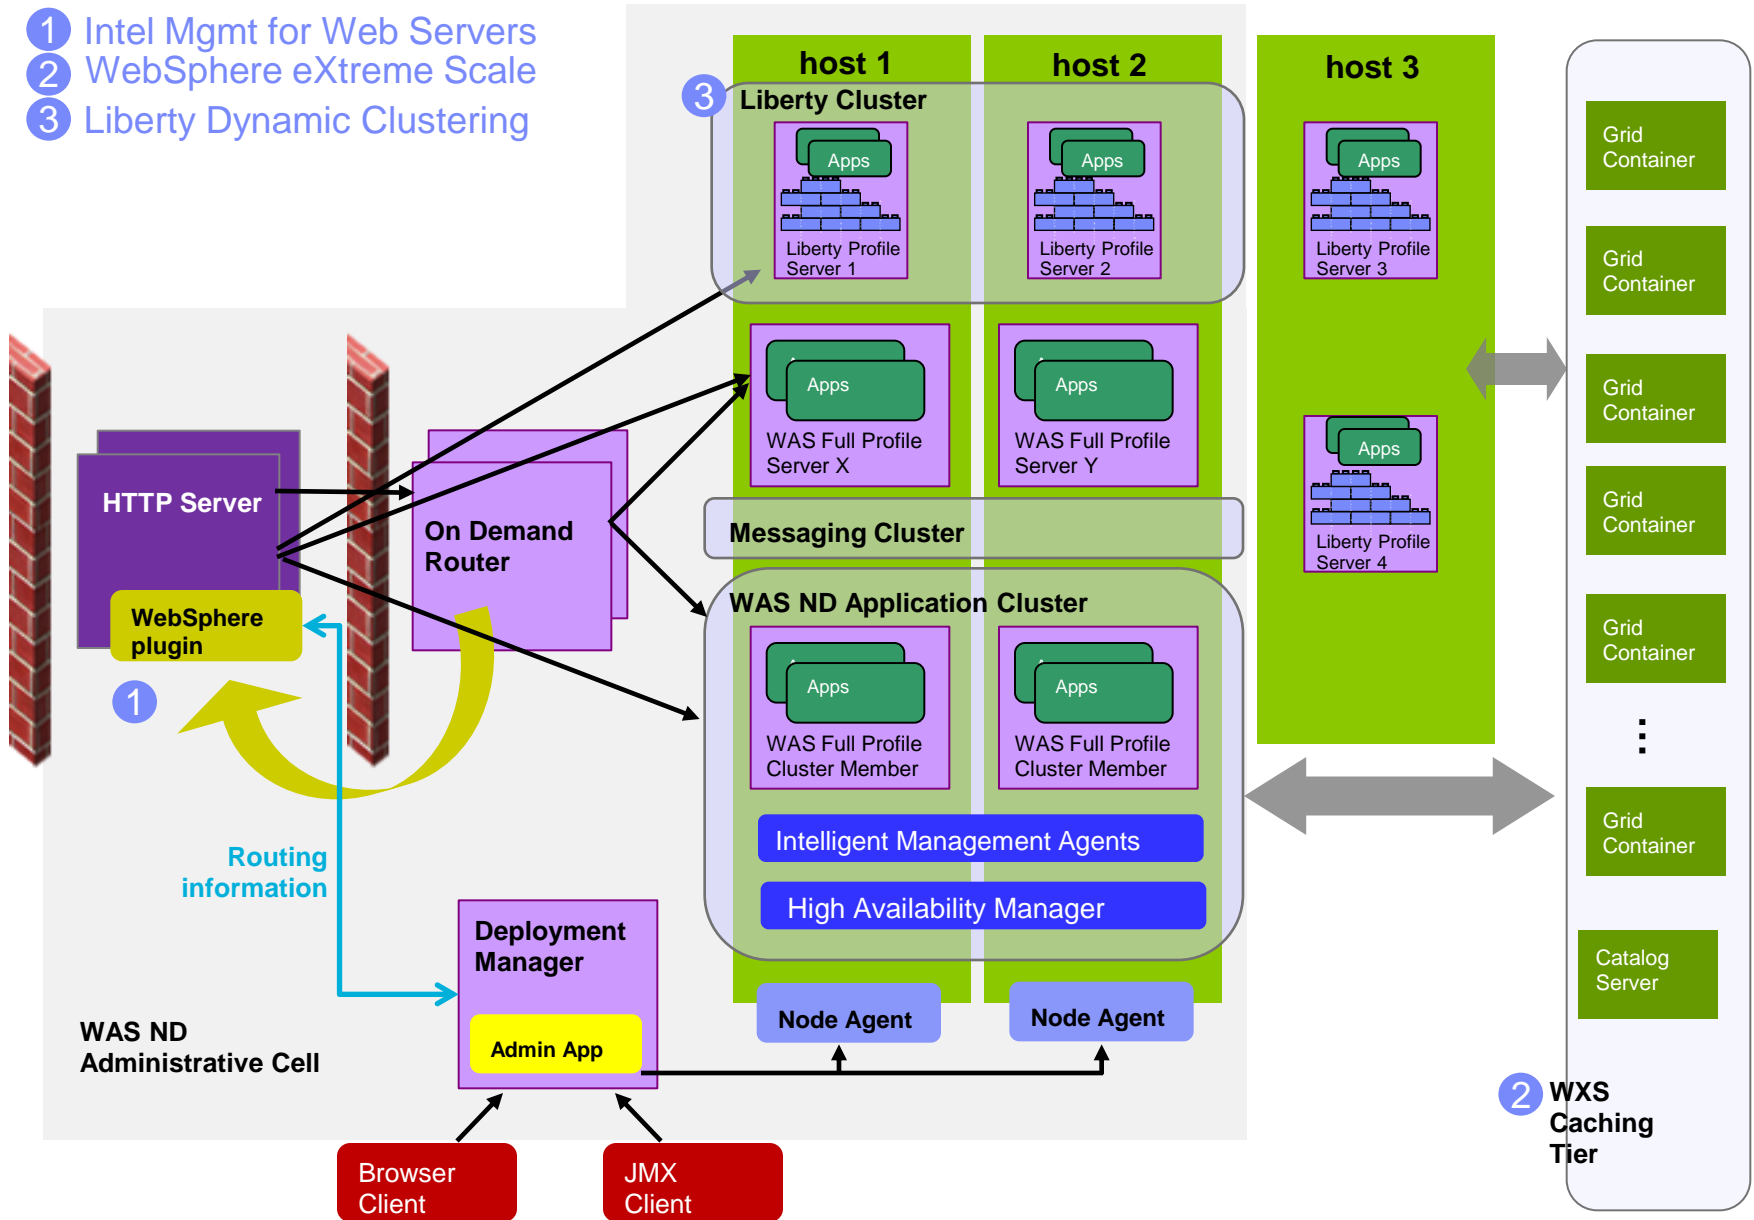 1 Intel Mgmt for Web Servers
2 WebSphere eXtreme Scale
3 Liberty Dynamic Clustering
host 1
host 2
host 3
3 Liberty Cluster
Apps
Liberty Profile
Server 1
Apps
Liberty Profile
Server 2
Apps
Liberty Profile
Server 3
Apps
WAS Full Profile
Server X
Apps
WAS Full Profile
Server Y
Apps
Liberty Profile
Server 4
HTTP Server
WebSphere
plugin
1
On Demand
Router
Messaging Cluster
WAS ND Application Cluster
Apps
WAS Full Profile
Cluster Member
Apps
WAS Full Profile
Cluster Member
Intelligent Management Agents
High Availability Manager
Routing
information
Deployment
Manager
Admin App
Node Agent
Node Agent
WAS ND
Administrative Cell
Browser
Client
JMX
Client
Grid
Container
Grid
Container
Grid
Container
Grid
Container
Grid
Container
...
Grid
Container
Catalog
Server
2 WXS
Caching
Tier